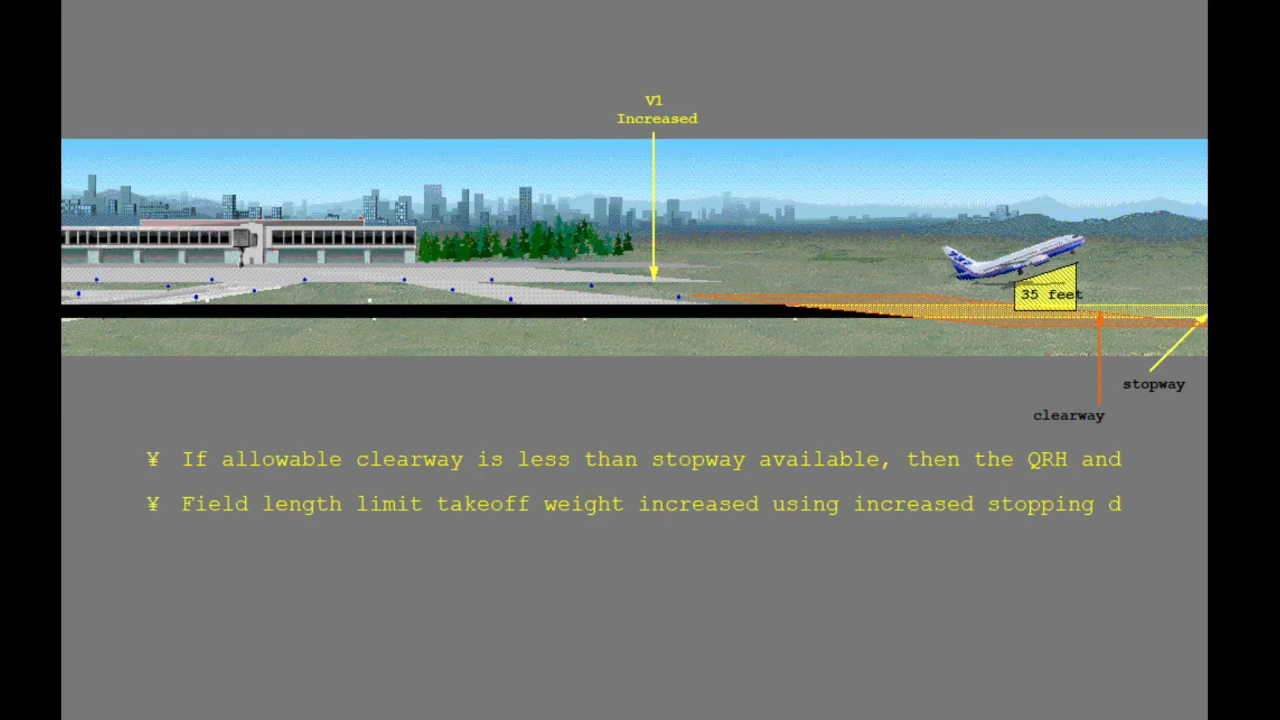 V1
Increased
35 feet
stopway
clearway
¥ If allowable clearway is less than stopway available, then the QRH and
¥ Field length limit takeoff weight increased using increased stopping d